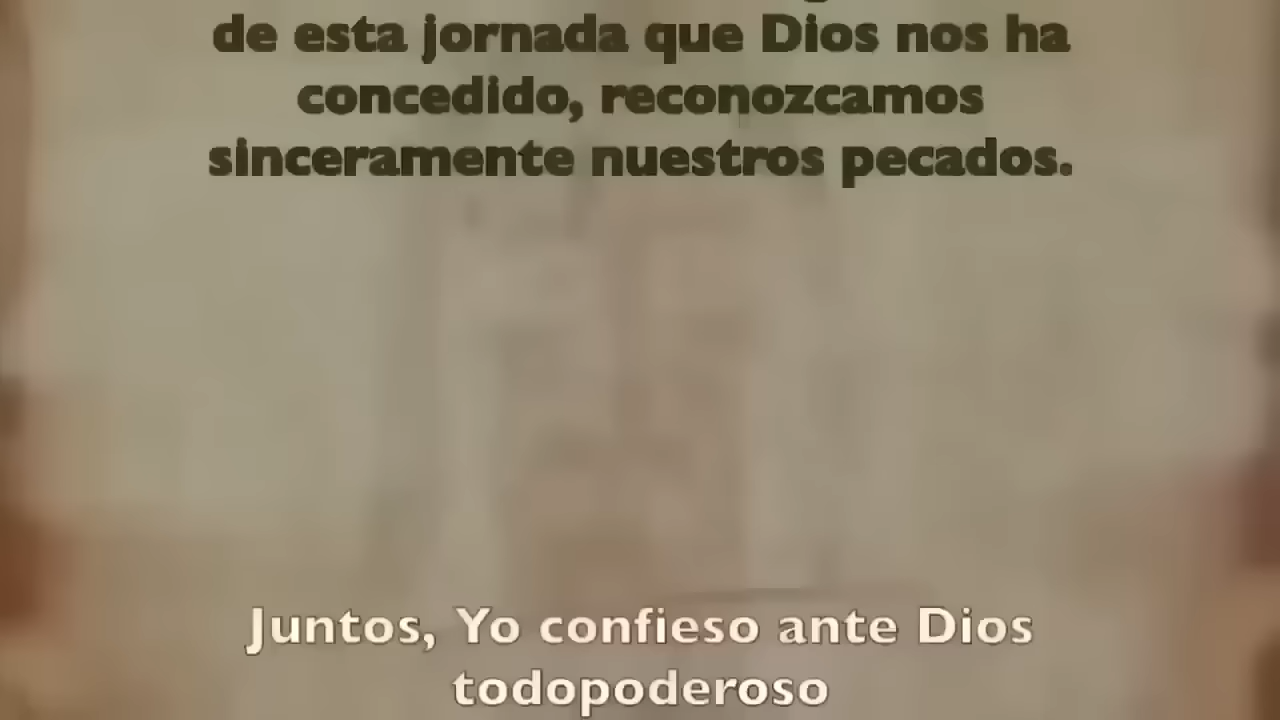 de esta jornada que Dios nos ha
concedido, reconozcamos
sinceramente nuestros pecados.
Juntos, Yo confieso ante Dios
todopoderoso